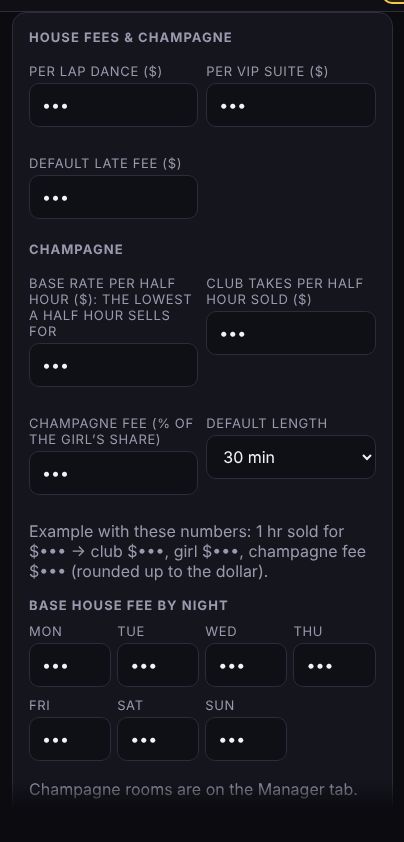 HOUSE FEES & CHAMPAGNE
PER LAP DANCE ($)
PER VIP SUITE ($)
•••
•••
DEFAULT LATE FEE ($)
•••
CHAMPAGNE
BASE RATE PER HALF
HOUR ($): THE LOWEST
A HALF HOUR SELLS
FOR
•••
CLUB TAKES PER HALF
HOUR SOLD ($)
•••
CHAMPAGNE FEE (% OF
THE GIRL’S SHARE)
•••
DEFAULT LENGTH
30 min
Example with these numbers: 1 hr sold for
$••• → club $•••, girl $•••, champagne fee
$••• (rounded up to the dollar).
BASE HOUSE FEE BY NIGHT
MON
TUE
WED
THU
•••
•••
•••
•••
FRI
SAT
SUN
•••
•••
•••
Champagne rooms are on the Manager tab.